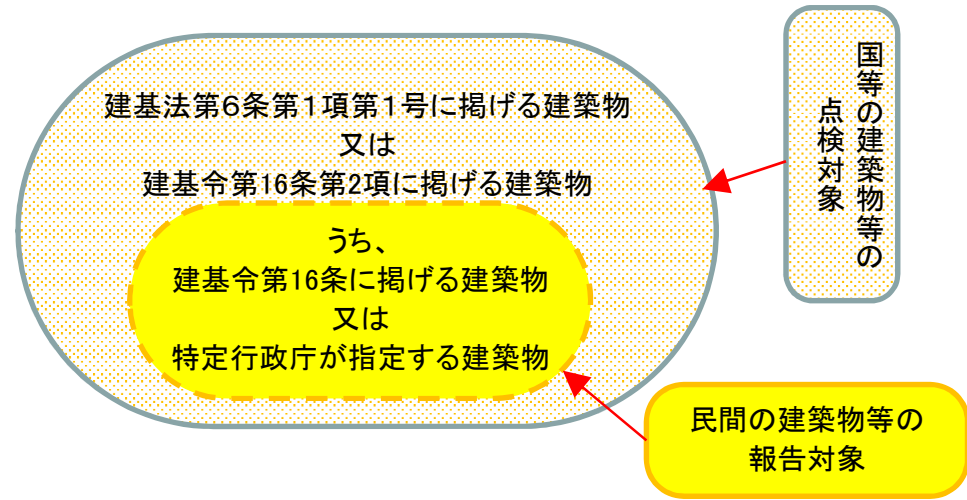 建基法第６条第１項第１号に掲げる建築物
又は
建基令第16条第２項に掲げる建築物
うち、
建基令第16条に掲げる建築物
又は
特定行政庁が指定する建築物
国等の建築物等の
点検対象
民間の建築物等の
報告対象